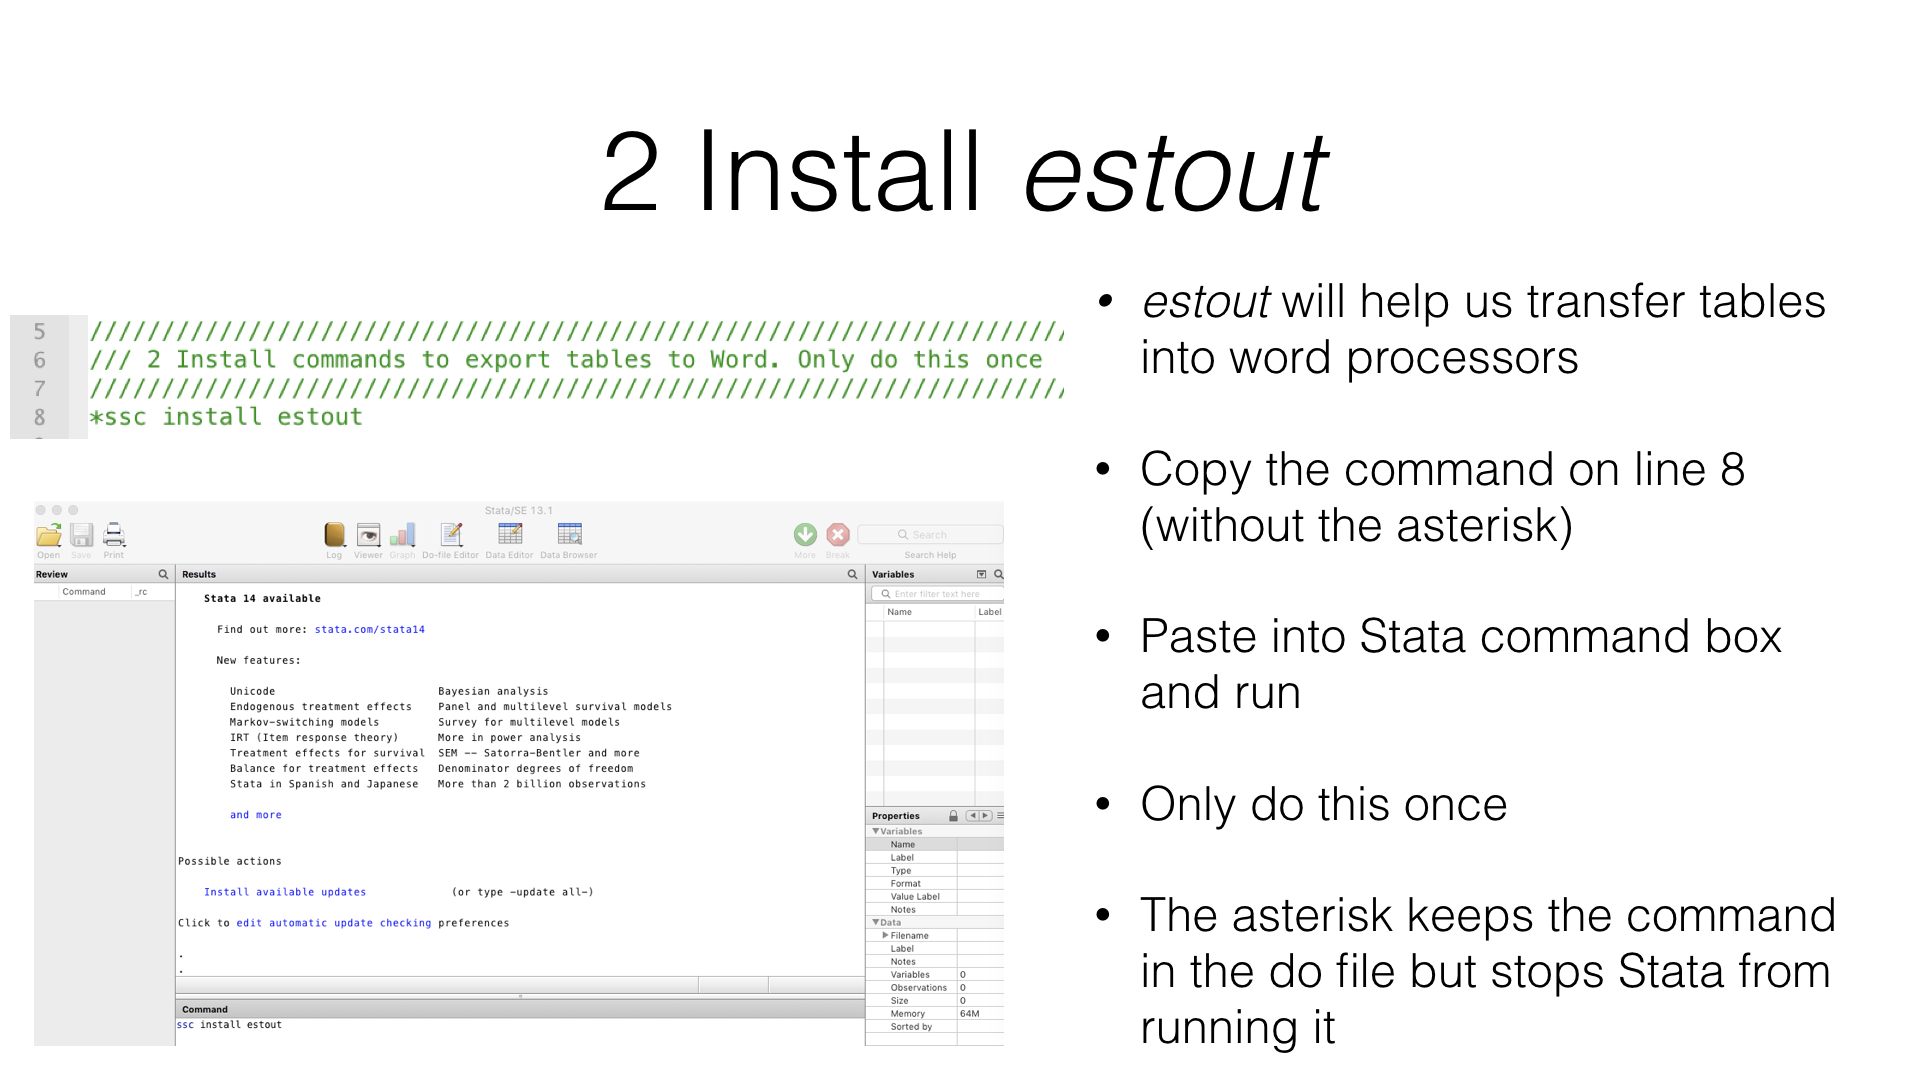 2 Install estout
5 ///////////////////////////////////////////////////////////////////
6 /// 2 Install commands to export tables to Word. Only do this once
7 ///////////////////////////////////////////////////////////////////
8 *ssc install estout
Stata/SE 13.1
Open Save Print Log Viewer Graph Do-file Editor Data Editor Data Browser More Break Search
Search Help
Review
Command _rc
Results
Stata 14 available
Find out more: stata.com/stata14
New features:
Unicode Bayesian analysis
Endogenous treatment effects Panel and multilevel survival models
Markov-switching models Survey for multilevel models
IRT (Item response theory) More in power analysis
Treatment effects for survival SEM -- Satorra-Bentler and more
Balance for treatment effects Denominator degrees of freedom
Stata in Spanish and Japanese More than 2 billion observations
and more
Possible actions
Install available updates (or type -update all-)
Click to edit automatic update checking preferences
.
.
Command
ssc install estout
Variables
Enter filter text here
Name Label
Properties
Variables
Name
Label
Type
Format
Value Label
Notes
Data
Filename
Label
Notes
Variables 0
Observations 0
Size 0
Memory 64M
Sorted by
• estout will help us transfer tables
into word processors
• Copy the command on line 8
(without the asterisk)
• Paste into Stata command box
and run
• Only do this once
• The asterisk keeps the command
in the do file but stops Stata from
running it